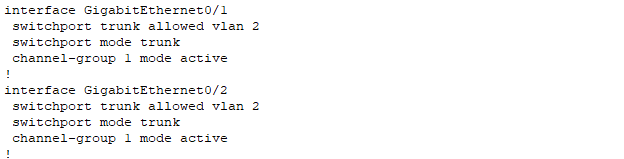 interface GigabitEthernet0/1
 switchport trunk allowed vlan 2
 switchport mode trunk
 channel-group 1 mode active
!
interface GigabitEthernet0/2
 switchport trunk allowed vlan 2
 switchport mode trunk
 channel-group 1 mode active
!